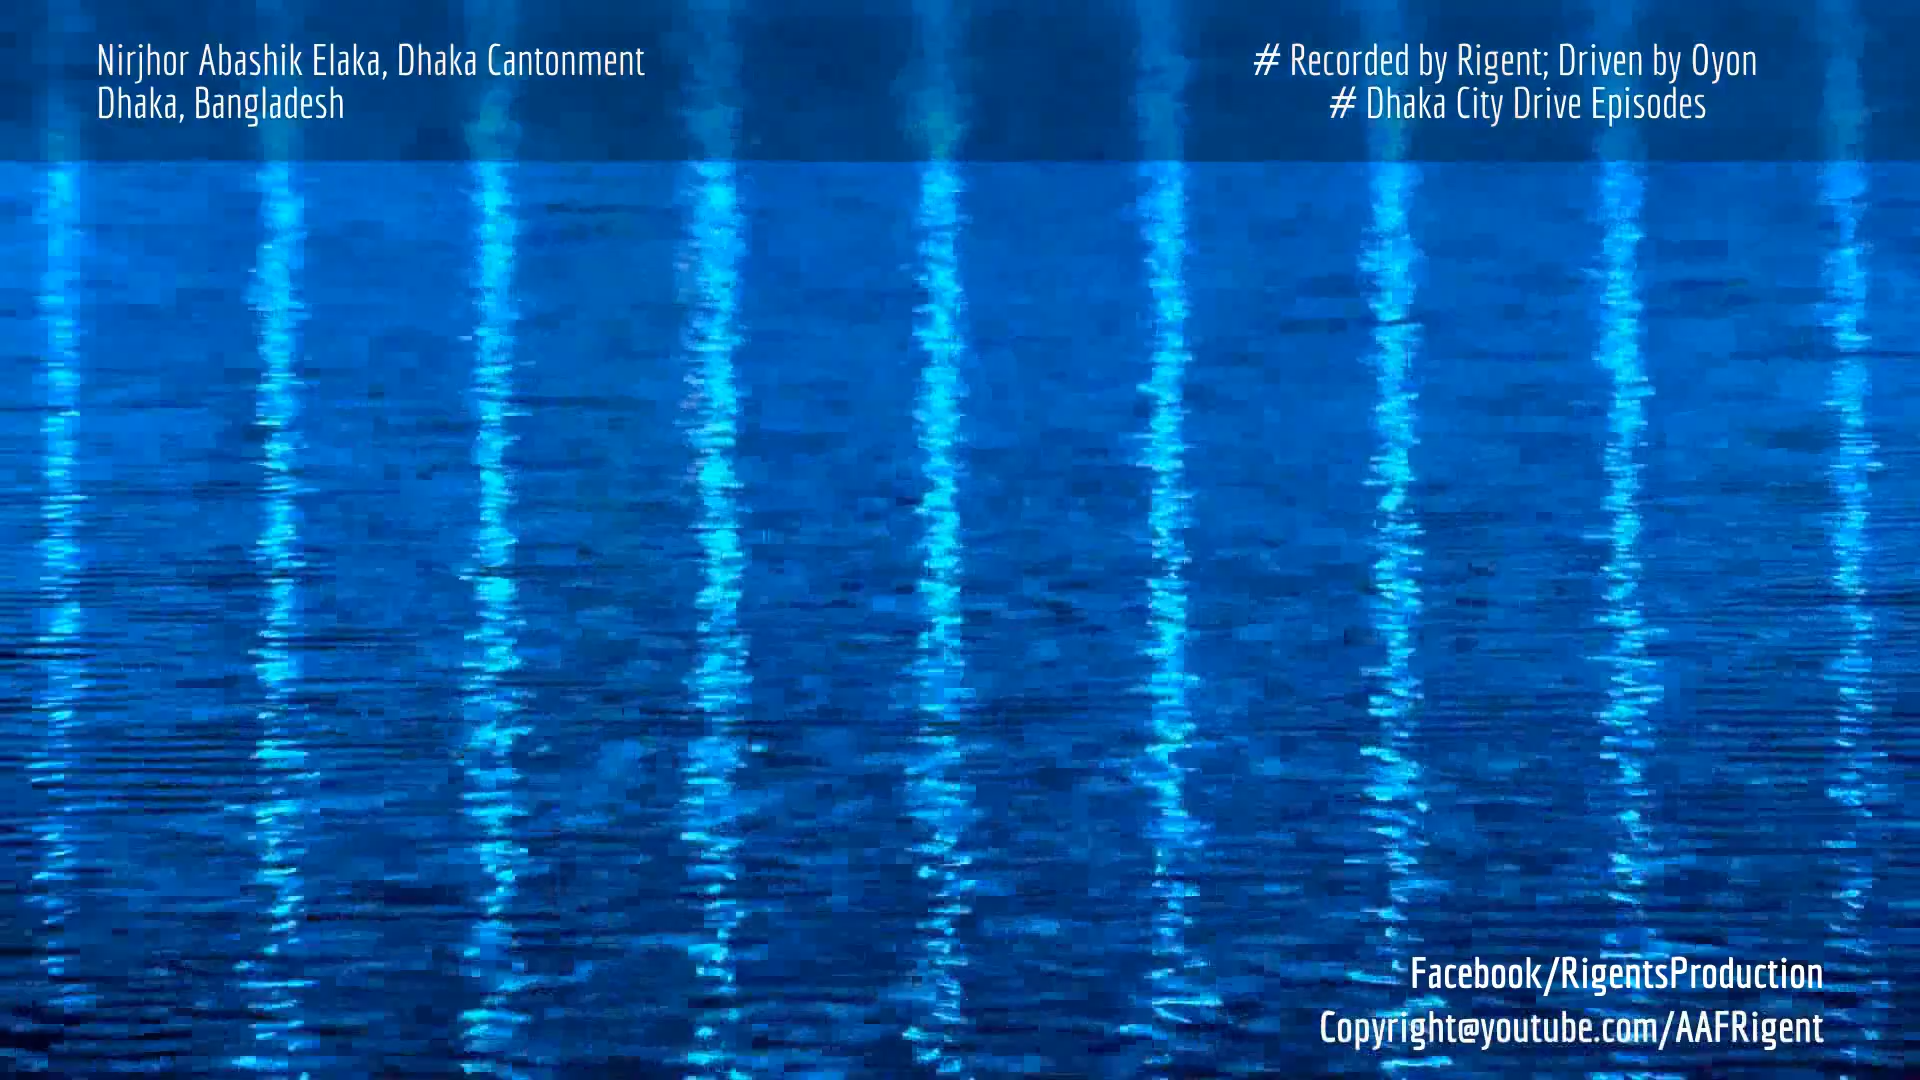 Nirjhor Abashik Elaka, Dhaka Cantonment
Dhaka, Bangladesh
# Recorded by Rigent; Driven by Oyon
# Dhaka City Drive Episodes
Facebook/RigentsProduction
Copyright@youtube.com/AAFRigent